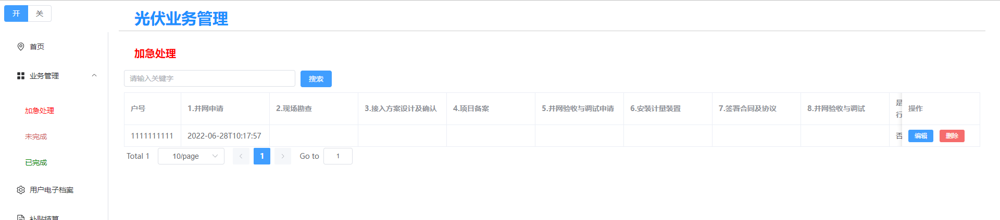 开 关
光伏业务管理
首页
业务管理
加急处理
未完成
已完成
用户电子档案
补贴结算
加急处理
请输入关键字 搜索
户号 1.并网申请 2.现场勘查 3.接入方案设计及确认 4.项目备案 5.并网验收与调试申请 6.安装计量装置 7.签署合同及协议 8.并网验收与调试 是 行 操作
1111111111 2022-06-28T10:17:57 否 编辑 删除
Total 1 10/page 1 Go to 1